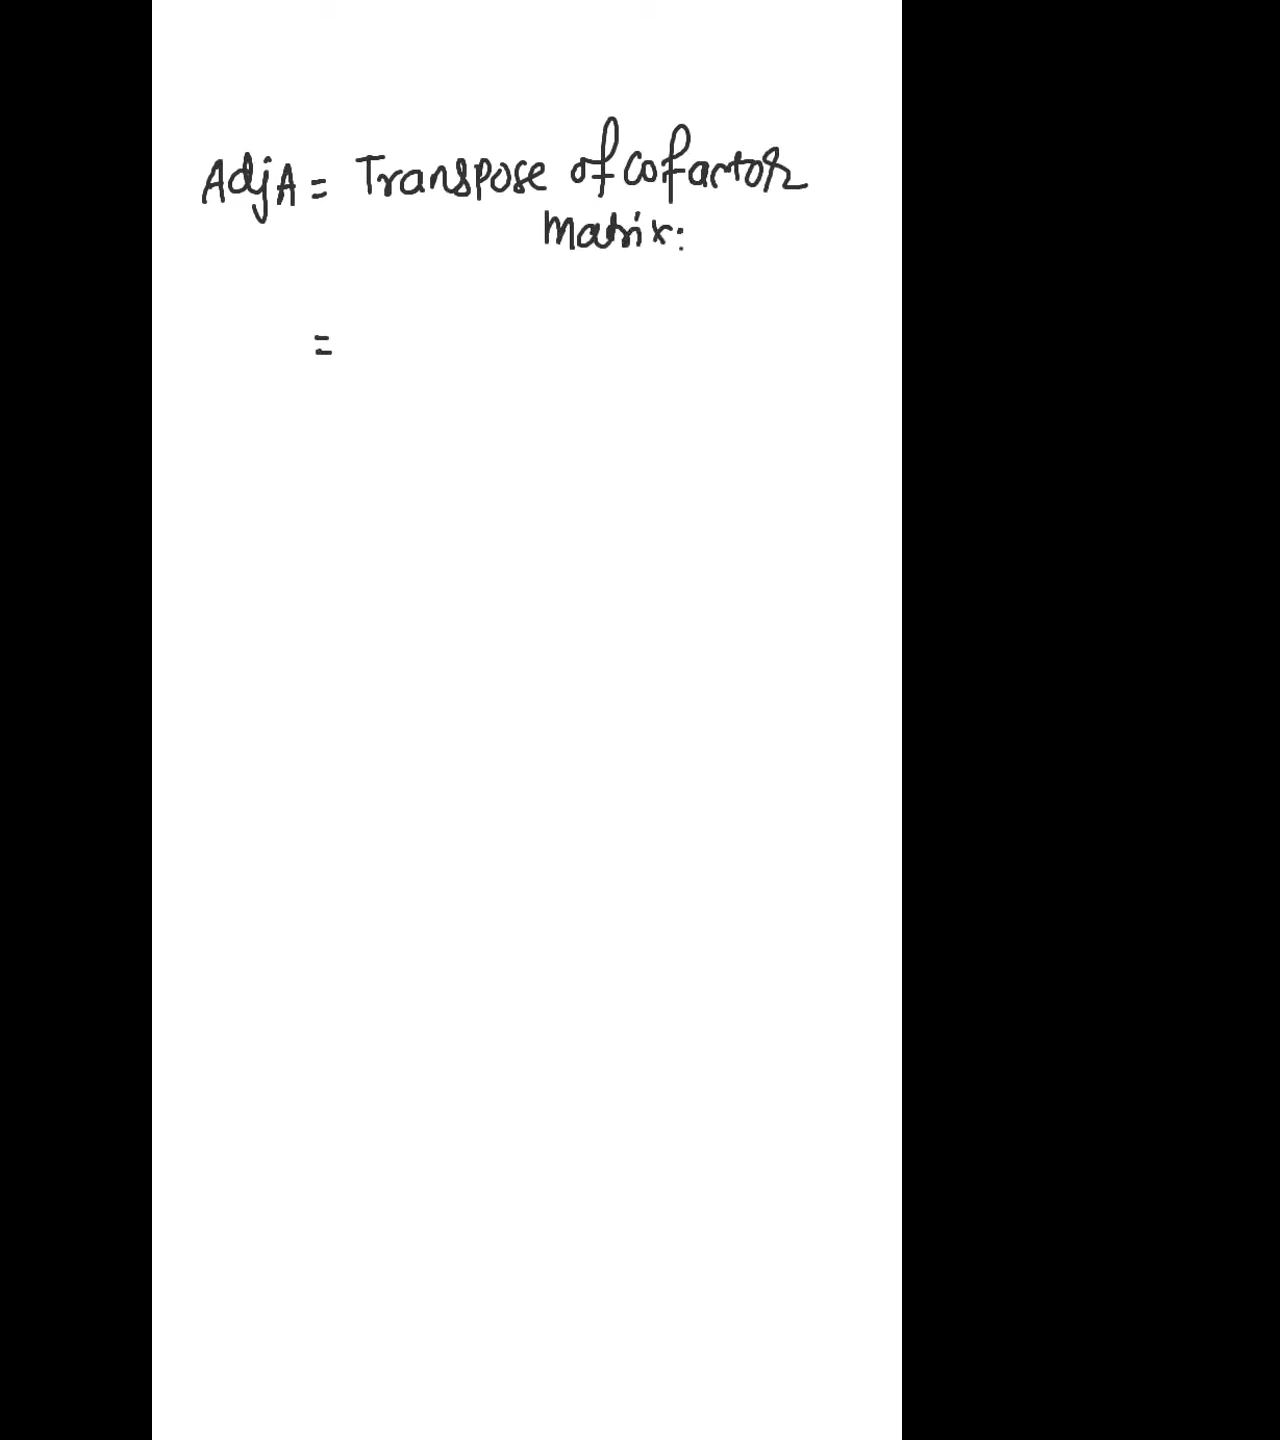 AdjA = Transpose of cofactor
Matrix:
=